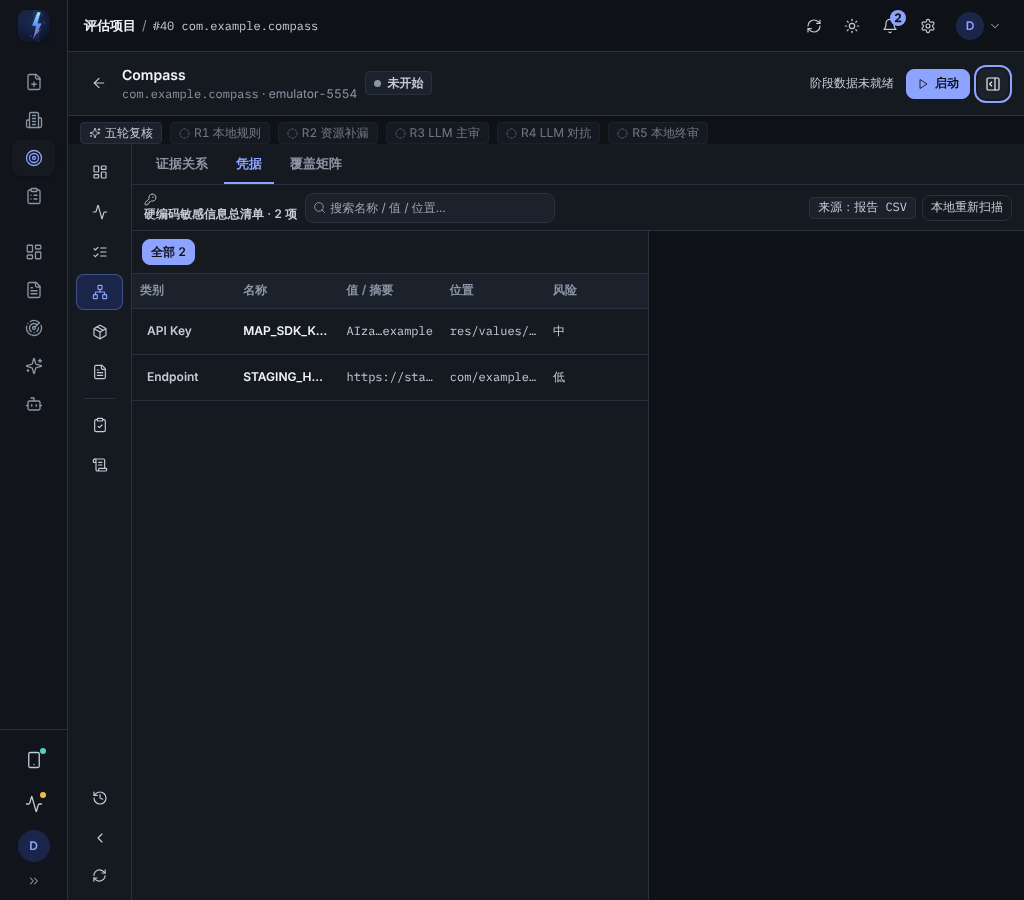 评估项目 / #40 com.example.compass
2
D
Compass
com.example.compass · emulator-5554
未开始
阶段数据未就绪
启动
五轮复核
R1 本地规则
R2 资源补漏
R3 LLM 主审
R4 LLM 对抗
R5 本地终审
证据关系
凭据
覆盖矩阵
硬编码敏感信息总清单 · 2 项
搜索名称 / 值 / 位置...
来源：报告 CSV
本地重新扫描
全部 2
类别 名称 值 / 摘要 位置 风险
API Key MAP_SDK_K... AIza…example res/values/… 中
Endpoint STAGING_H... https://sta… com/example… 低
D